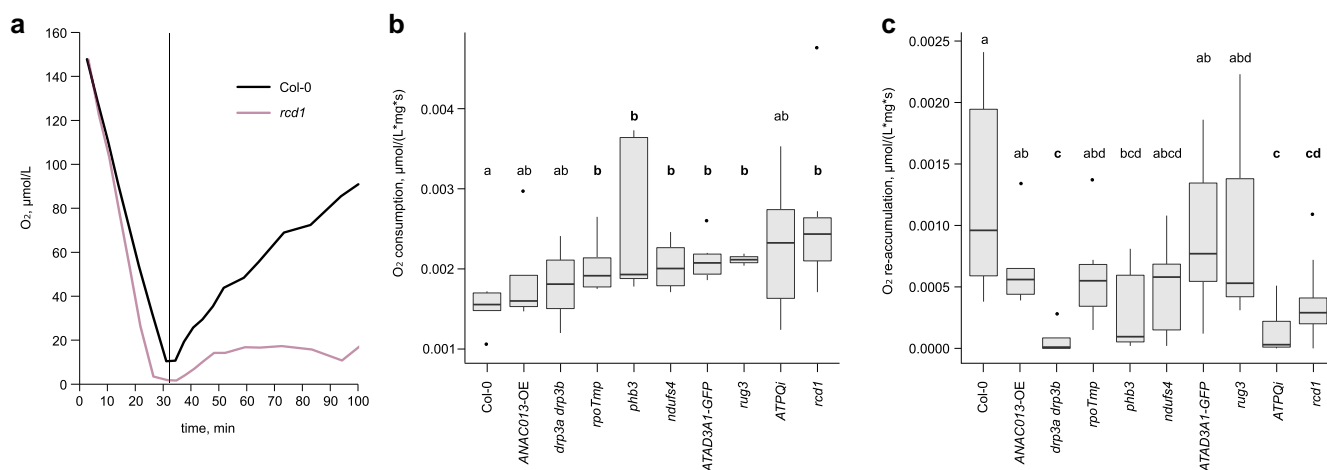 a
160
140
120
100
80
60
40
20
0
O₂, µmol/L
0 10 20 30 40 50 60 70 80 90 100
time, min
Col-0
rcd1
b
O₂ consumption, µmol/(L*mg*s)
0.004
0.003
0.002
0.001
a ab ab b b b b b ab b
Col-0
ANAC013-OE
drp3a drp3b
rpoTmp
phb3
ndufs4
ATAD3A1-GFP
rug3
ATPQi
rcd1
c
O₂ re-accumulation, µmol/(L*mg*s)
0.0025
0.0020
0.0015
0.0010
0.0005
0.0000
a ab c abd bcd abcd ab abd c cd
Col-0
ANAC013-OE
drp3a drp3b
rpoTmp
phb3
ndufs4
ATAD3A1-GFP
rug3
ATPQi
rcd1